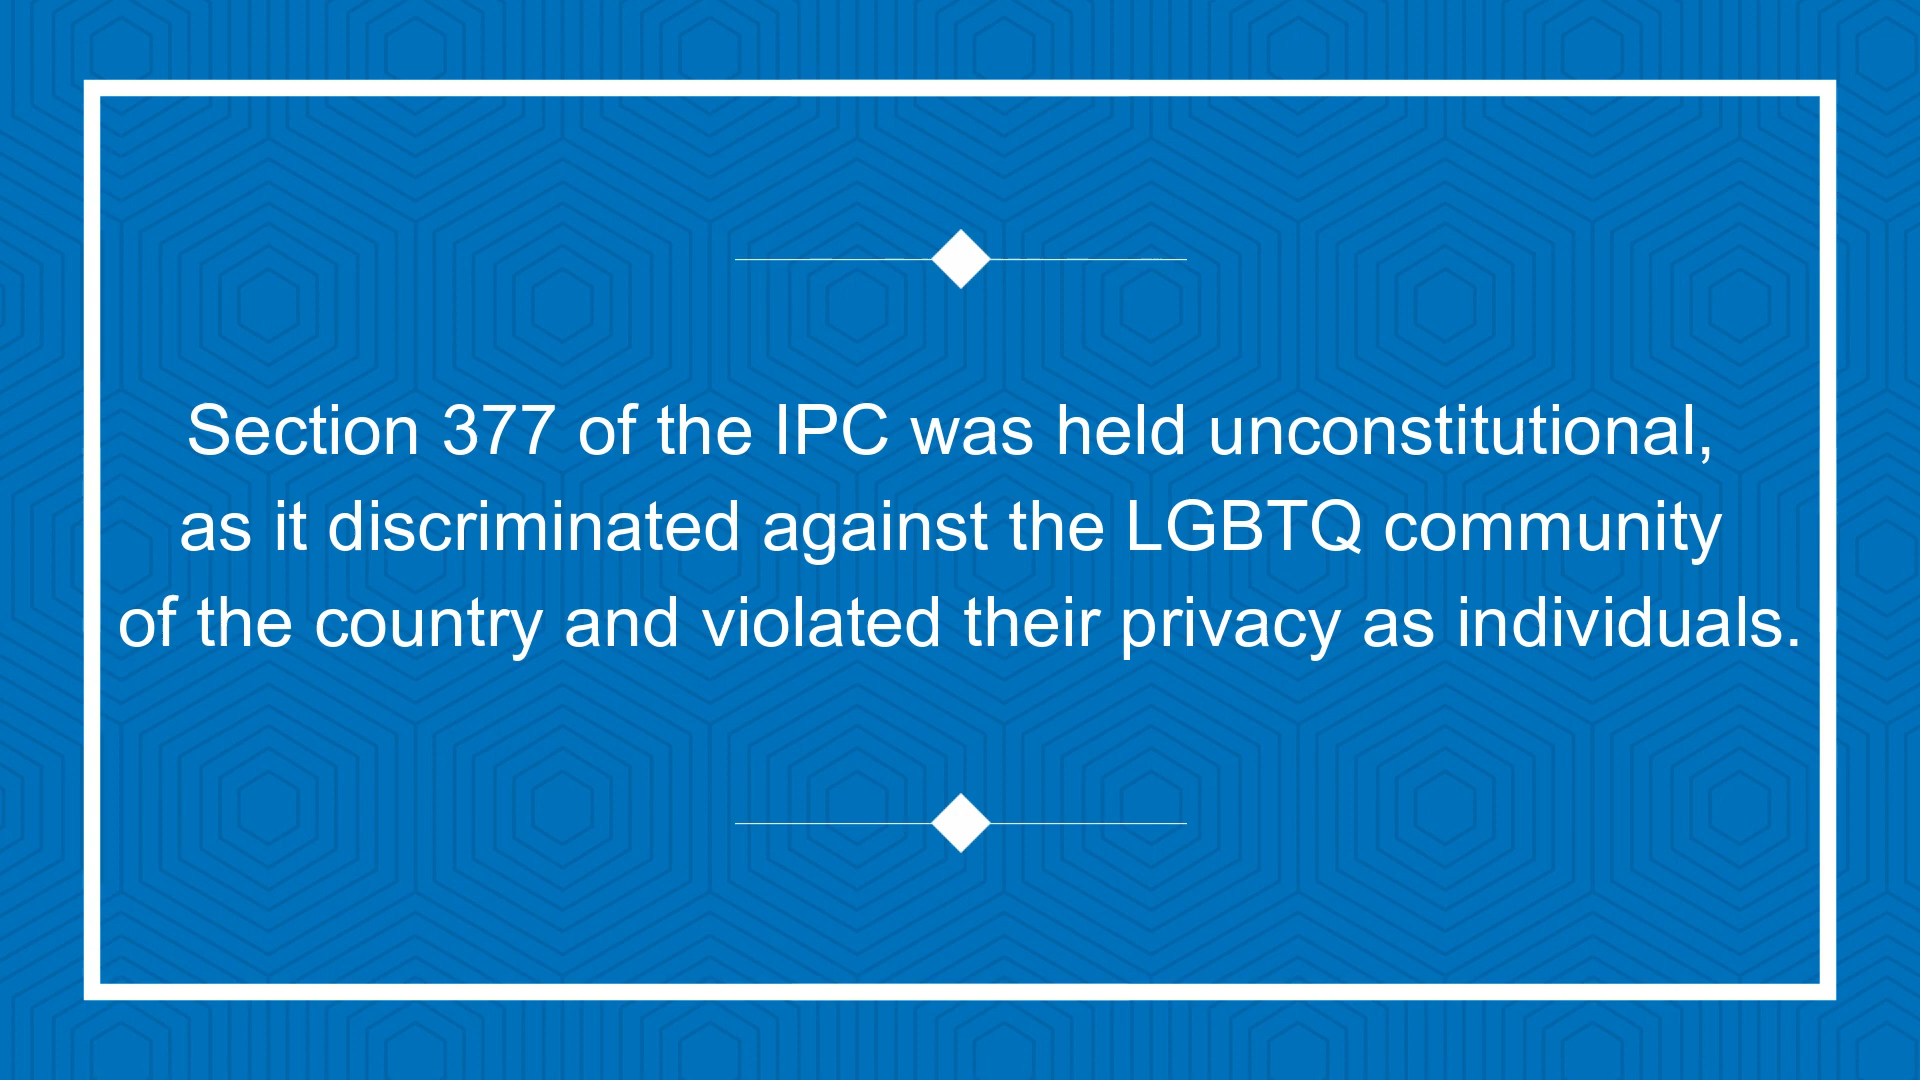 Section 377 of the IPC was held unconstitutional,
as it discriminated against the LGBTQ community
of the country and violated their privacy as individuals.